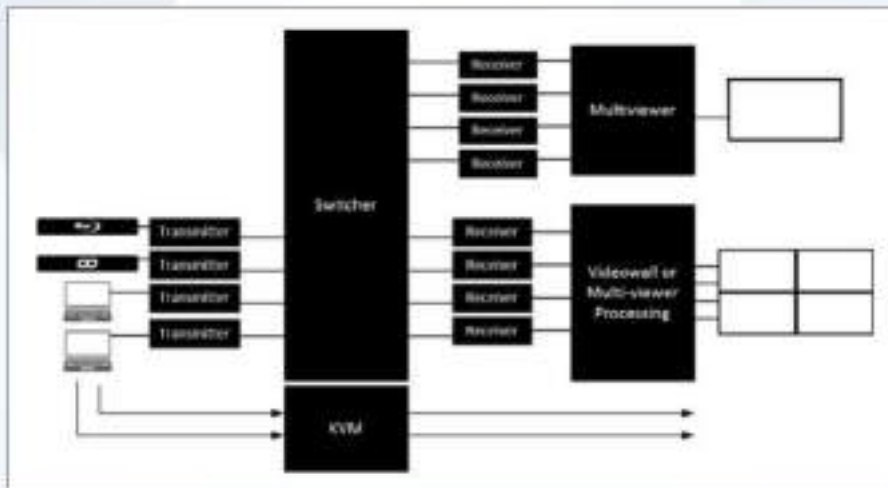 Receiver
Receiver
Receiver
Receiver
Multiviewer
Switcher
Transmitter
Transmitter
Transmitter
Transmitter
Receiver
Receiver
Receiver
Receiver
Videowall or
Multi-viewer
Processing
KVM